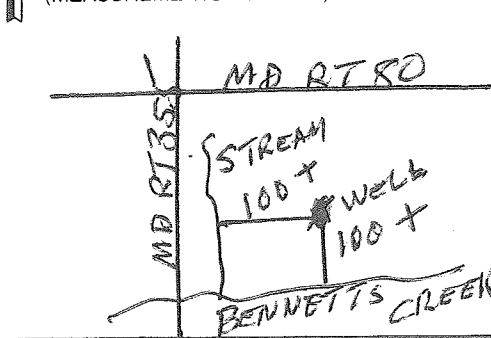 MD RT 80
MD RT 355
STREAM
100 +
WELL
100 +
BENNETTS CREEK